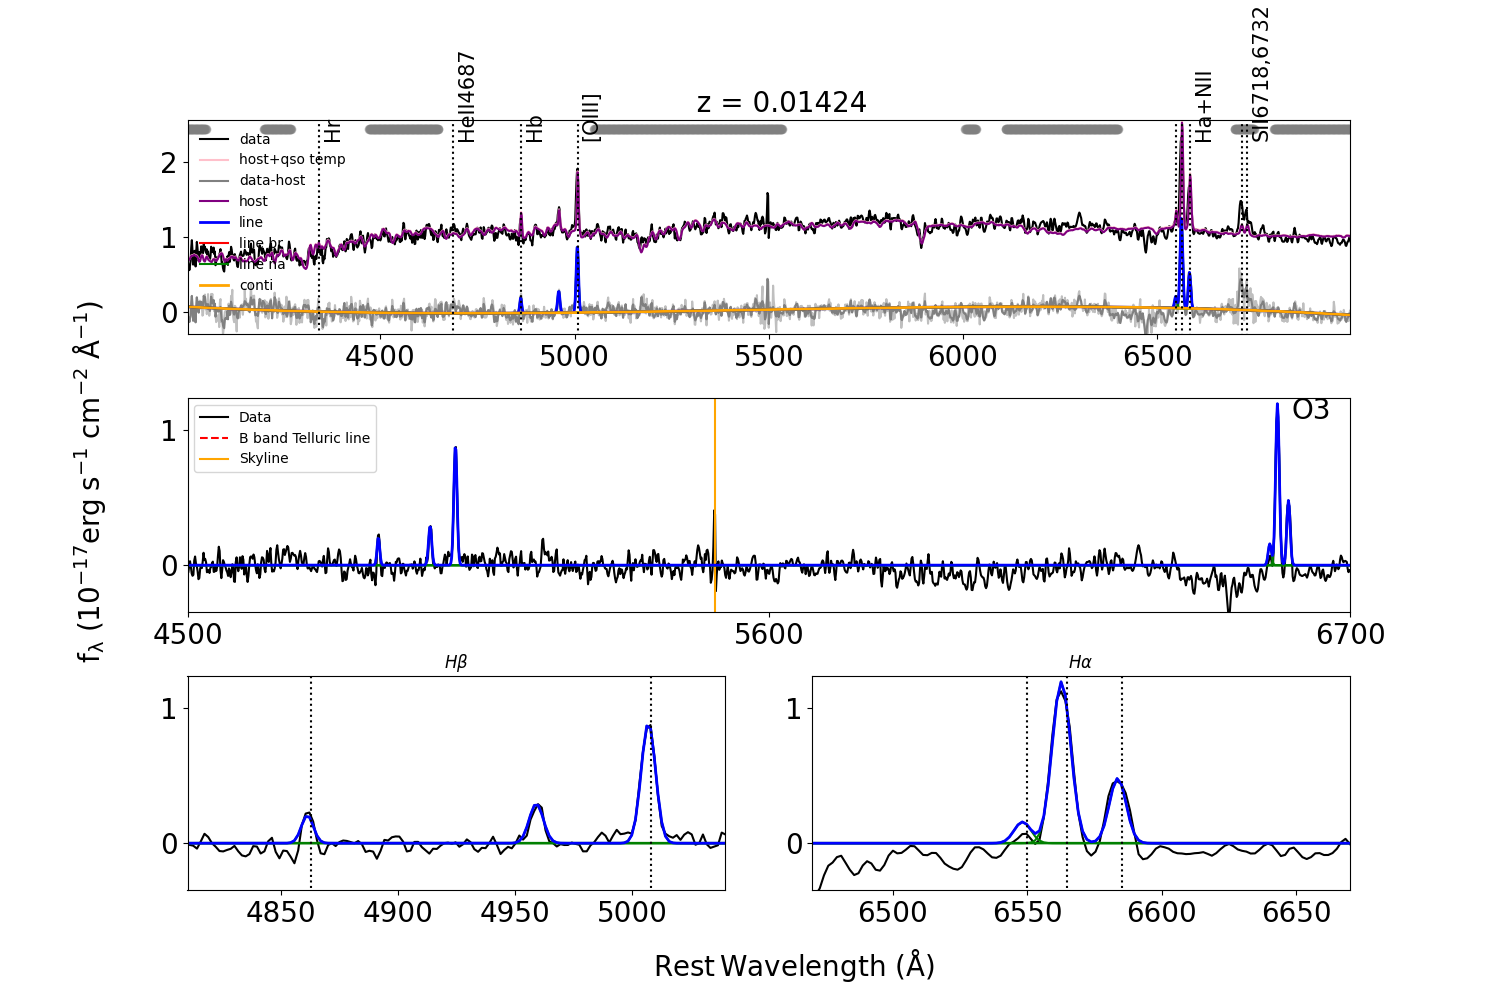 z = 0.01424
Hr
HeII4687
Hb
[OIII]
Ha+NII
SII6718,6732
data
host+qso temp
data-host
host
line
line br
line na
conti
2
1
0
4500
5000
5500
6000
6500
f_λ (10⁻¹⁷erg s⁻¹ cm⁻² Å⁻¹)
O3
Data
B band Telluric line
Skyline
1
0
4500
5600
6700
Hβ
1
0
4850
4900
4950
5000
Hα
1
0
6500
6550
6600
6650
Rest Wavelength (Å)